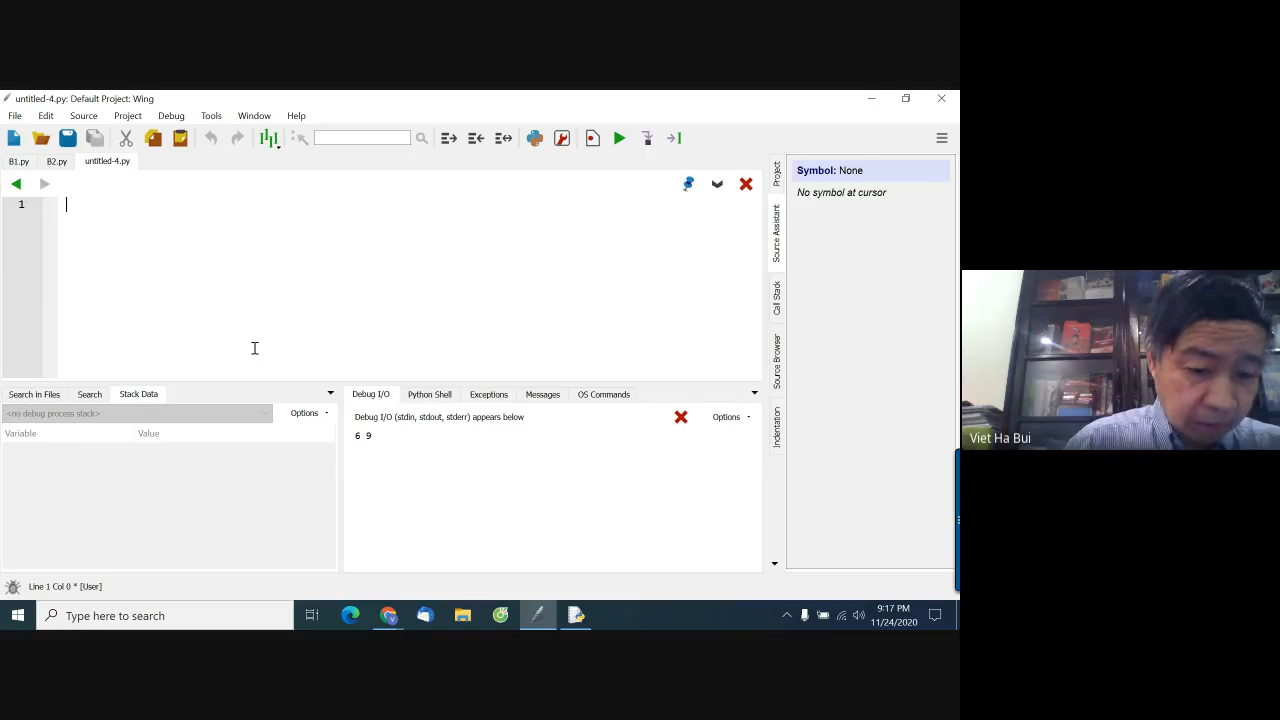 untitled-4.py: Default Project: Wing
File Edit Source Debug Tools Window Help
Project
B1.py B2.py untitled-4.py
1
Project
Source Assistant
Call Stack
Source Browser
Indentation
Symbol: None
No symbol at cursor
Search in Files Search Stack Data
<no debug process stack> Options
Variable Value
Debug I/O Python Shell Exceptions Messages OS Commands
Debug I/O (stdin, stdout, stderr) appears below Options
6 9
Line 1 Col 0 * [User]
Type here to search
9:17 PM
11/24/2020
Viet Ha Bui